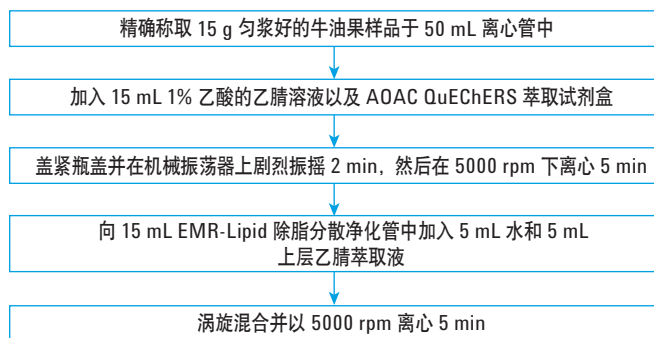 精确称取 15 g 匀浆好的牛油果样品于 50 mL 离心管中
加入 15 mL 1% 乙酸的乙腈溶液以及 AOAC QuEChERS 萃取试剂盒
盖紧瓶盖并在机械振荡器上剧烈振摇 2 min，然后在 5000 rpm 下离心 5 min
向 15 mL EMR-Lipid 除脂分散净化管中加入 5 mL 水和 5 mL
上层乙腈萃取液
涡旋混合并以 5000 rpm 离心 5 min